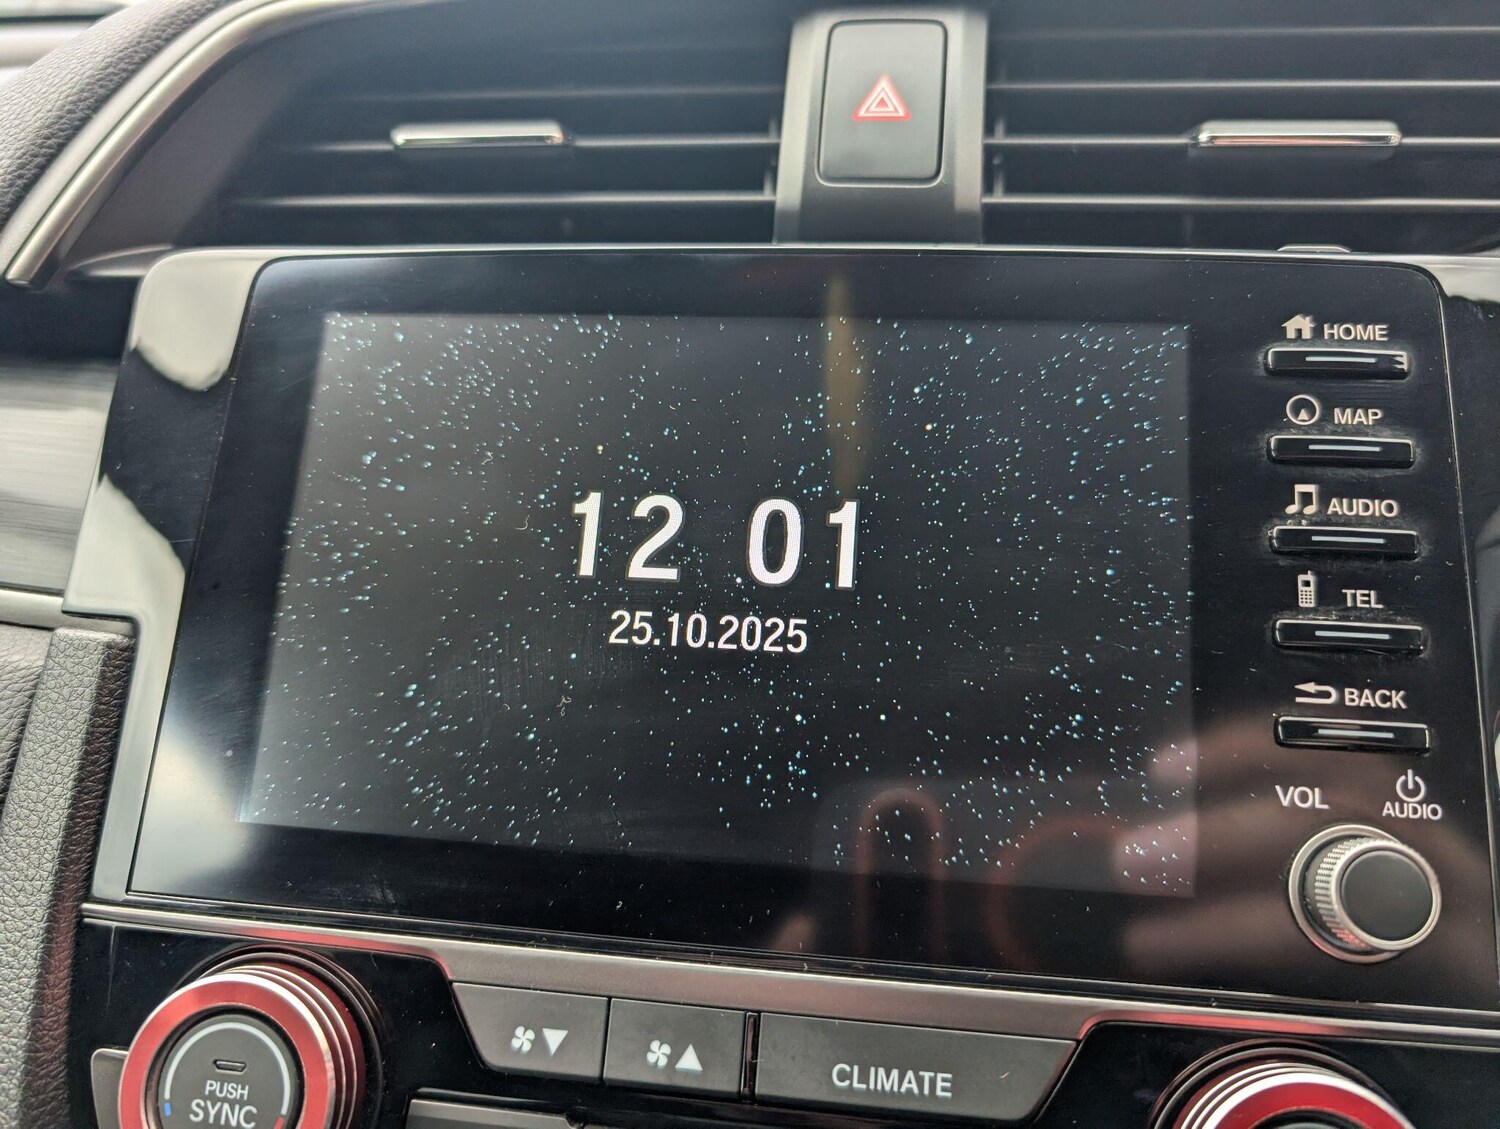 12 01
25.10.2025
HOME
MAP
AUDIO
TEL
BACK
VOL
AUDIO
PUSH
SYNC
CLIMATE